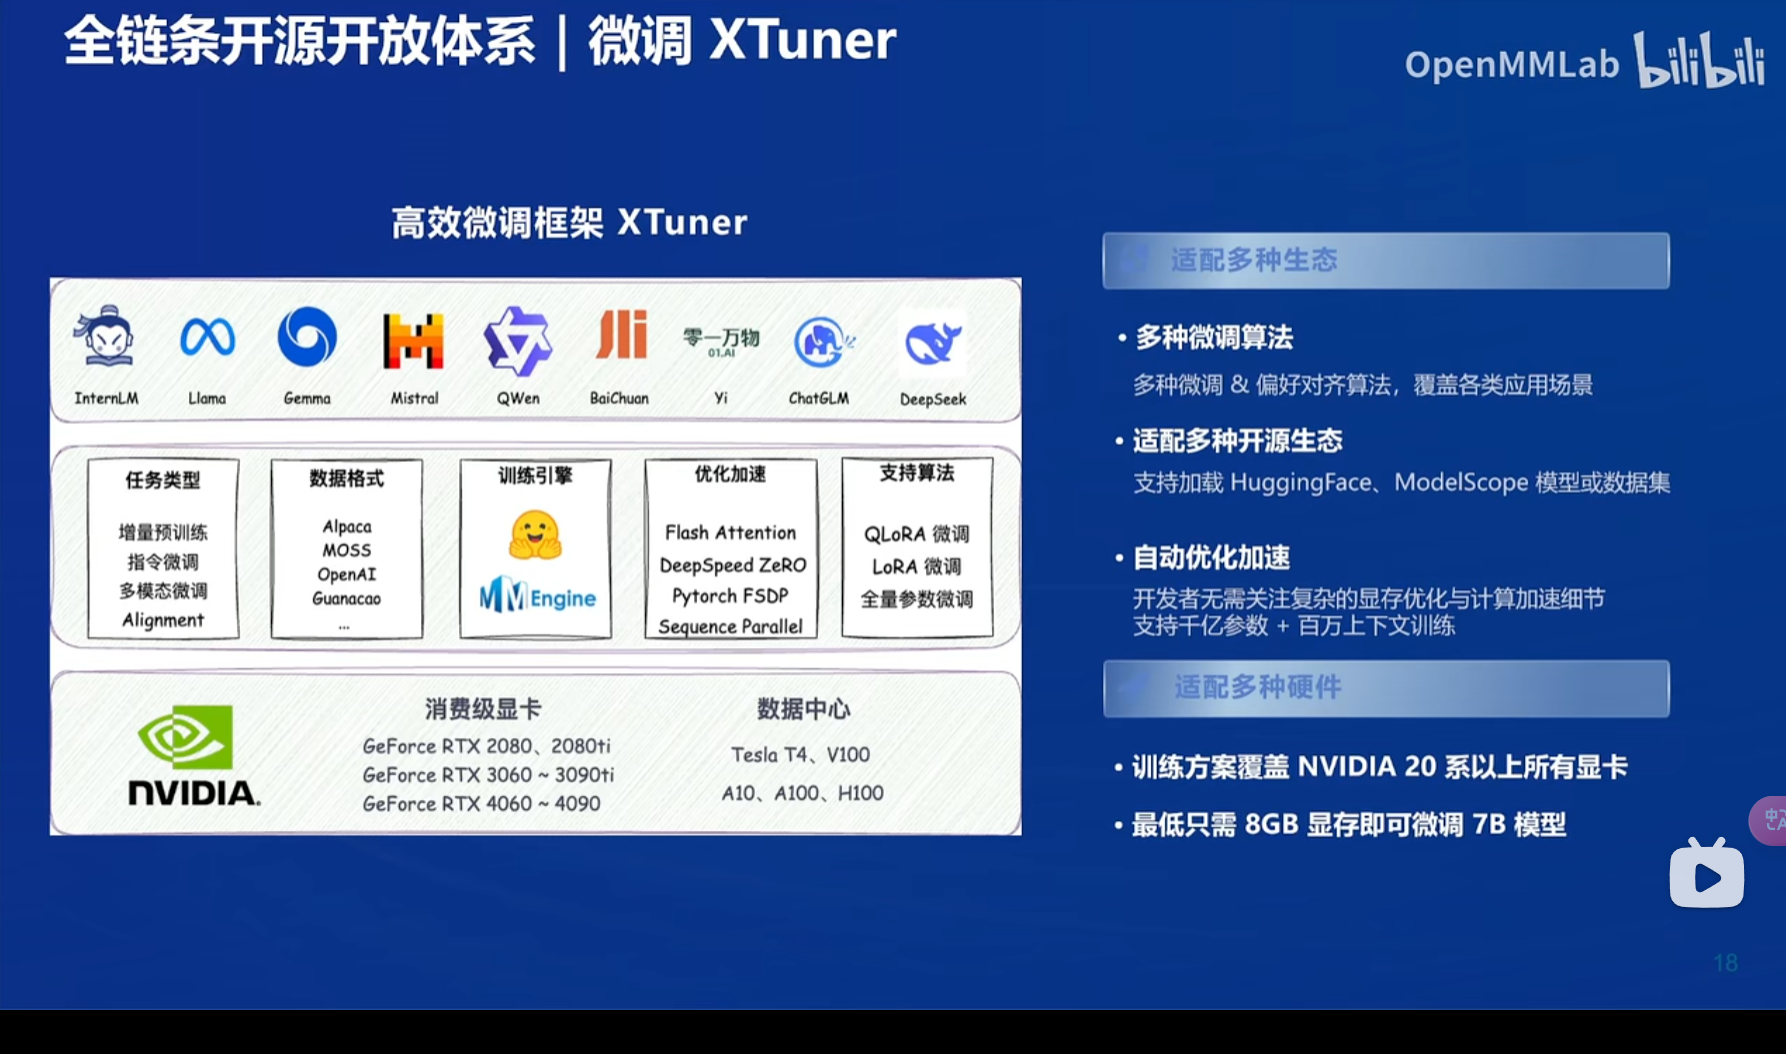 全链条开源开放体系 | 微调 XTuner
OpenMMLab bilibili
高效微调框架 XTuner
InternLM
Llama
Gemma
Mistral
QWen
BaiChuan
零一万物
01.AI
Yi
ChatGLM
DeepSeek
任务类型
增量预训练
指令微调
多模态微调
Alignment
数据格式
Alpaca
MOSS
OpenAI
Guanacao
...
训练引擎
MMEngine
优化加速
Flash Attention
DeepSpeed ZeRO
Pytorch FSDP
Sequence Parallel
支持算法
QLoRA 微调
LoRA 微调
全量参数微调
NVIDIA.
消费级显卡
GeForce RTX 2080、2080ti
GeForce RTX 3060 ~ 3090ti
GeForce RTX 4060 ~ 4090
数据中心
Tesla T4、V100
A10、A100、H100
适配多种生态
• 多种微调算法
多种微调 & 偏好对齐算法，覆盖各类应用场景
• 适配多种开源生态
支持加载 HuggingFace、ModelScope 模型或数据集
• 自动优化加速
开发者无需关注复杂的显存优化与计算加速细节
支持千亿参数 + 百万上下文训练
适配多种硬件
• 训练方案覆盖 NVIDIA 20 系以上所有显卡
• 最低只需 8GB 显存即可微调 7B 模型
18